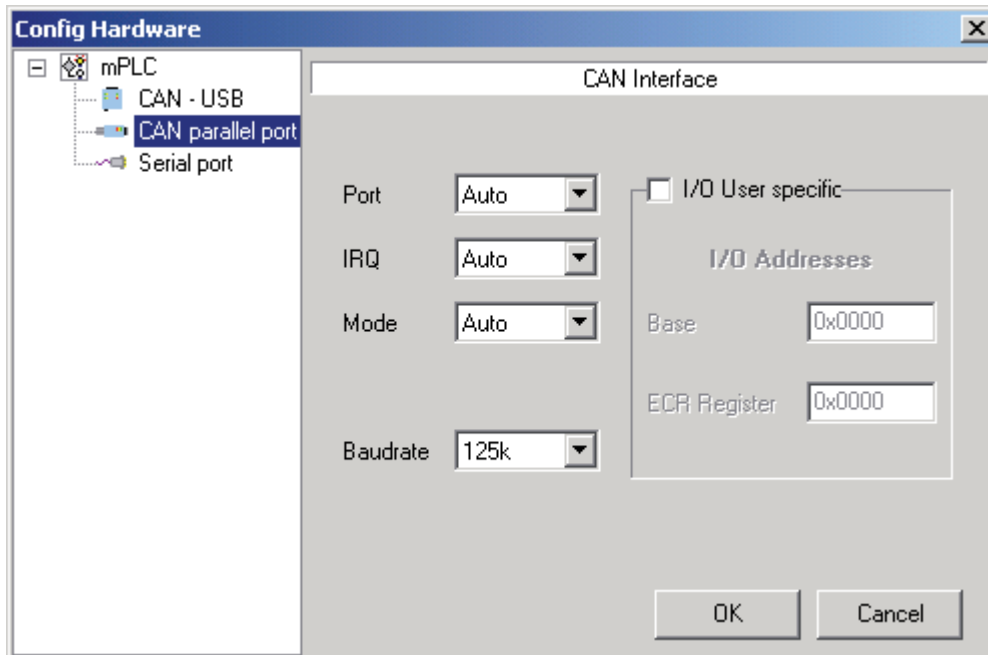 Config Hardware
mPLC
CAN - USB
CAN parallel port
Serial port
CAN Interface
Port
Auto
IRQ
Auto
Mode
Auto
Baudrate
125k
I/O User specific
I/O Addresses
Base
0x0000
ECR Register
0x0000
OK
Cancel